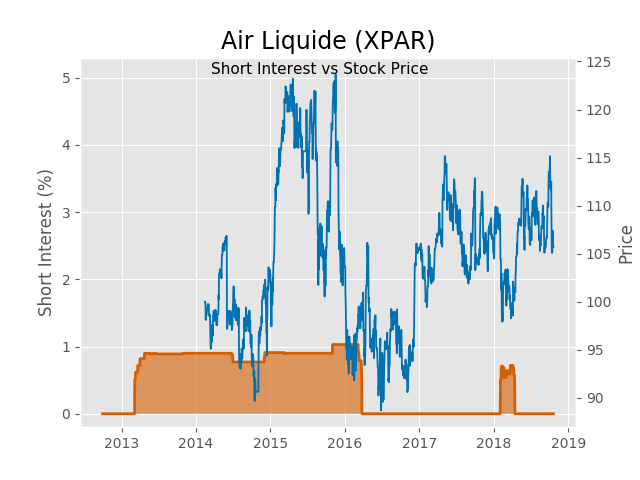 Air Liquide (XPAR)
Short Interest vs Stock Price
Short Interest (%)
5
4
3
2
1
0
125
120
115
110
105
100
95
90
Price
2013 2014 2015 2016 2017 2018 2019